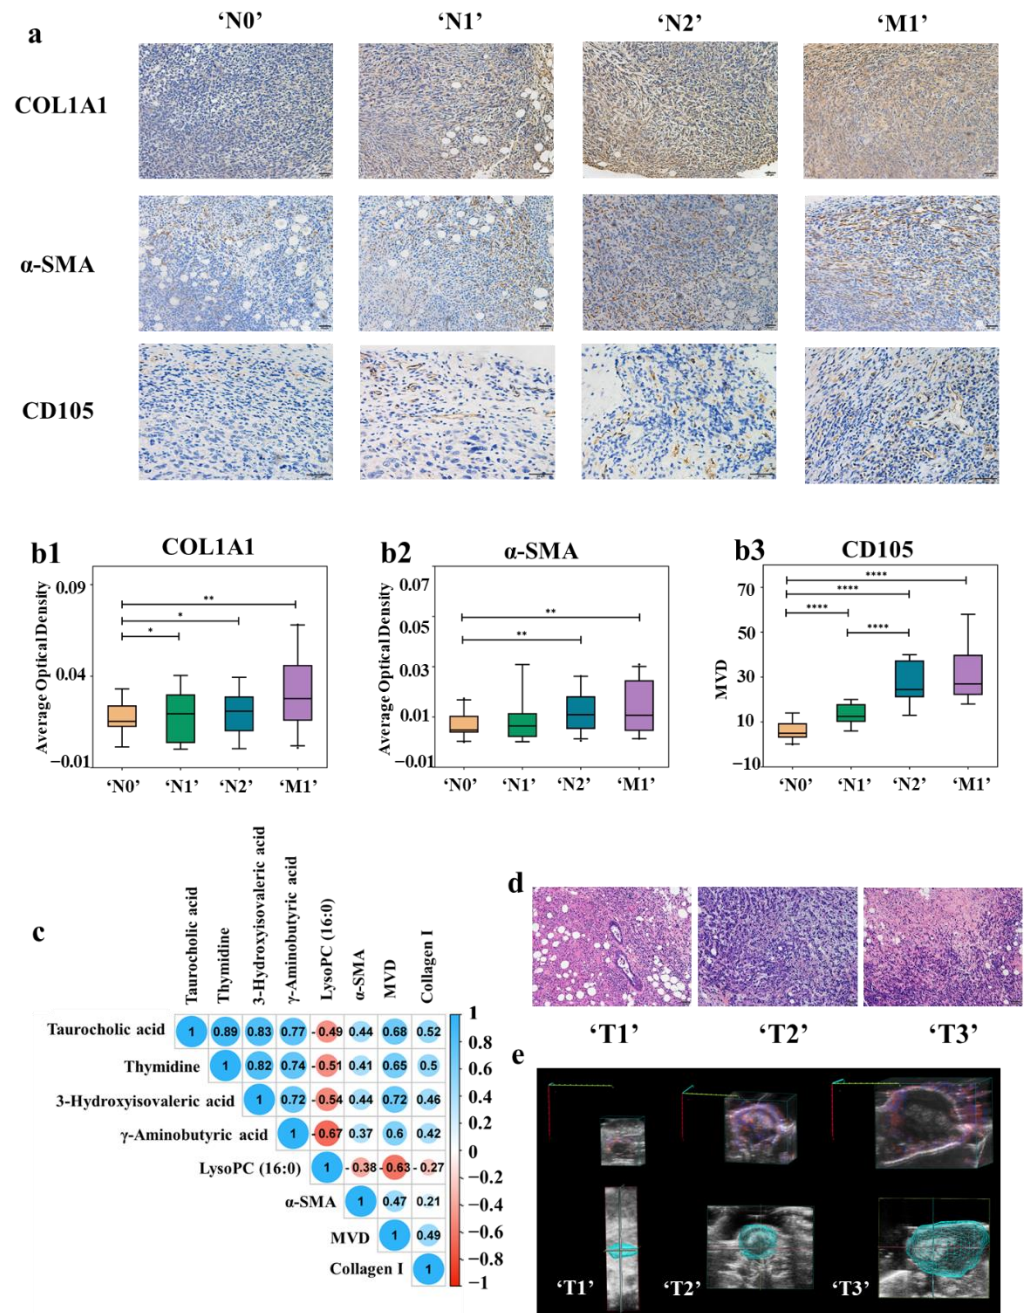 a
‘N0’ ‘N1’ ‘N2’ ‘M1’
COL1A1
α-SMA
CD105
b1 COL1A1
Average Optical Density
0.09
0.04
−0.01
** 
*
*
‘N0’ ‘N1’ ‘N2’ ‘M1’
b2 α-SMA
Average Optical Density
0.07
0.05
0.03
0.01
−0.01
**
**
‘N0’ ‘N1’ ‘N2’ ‘M1’
b3 CD105
MVD
70
50
30
10
−10
****
****
****
****
‘N0’ ‘N1’ ‘N2’ ‘M1’
c
Taurocholic acid
Thymidine
3-Hydroxyisovaleric acid
γ-Aminobutyric acid
LysoPC (16:0)
α-SMA
MVD
Collagen I
Taurocholic acid 1 0.89 0.83 0.77 -0.49 0.44 0.68 0.52
Thymidine 1 0.82 0.74 -0.51 0.41 0.65 0.5
3-Hydroxyisovaleric acid 1 0.72 -0.54 0.44 0.72 0.46
γ-Aminobutyric acid 1 -0.67 0.37 0.6 0.42
LysoPC (16:0) 1 -0.38 -0.63 -0.27
α-SMA 1 0.47 0.21
MVD 1 0.49
Collagen I 1
1
0.8
0.6
0.4
0.2
0
−0.2
−0.4
−0.6
−0.8
−1
d
‘T1’ ‘T2’ ‘T3’
e
‘T1’ ‘T2’ ‘T3’